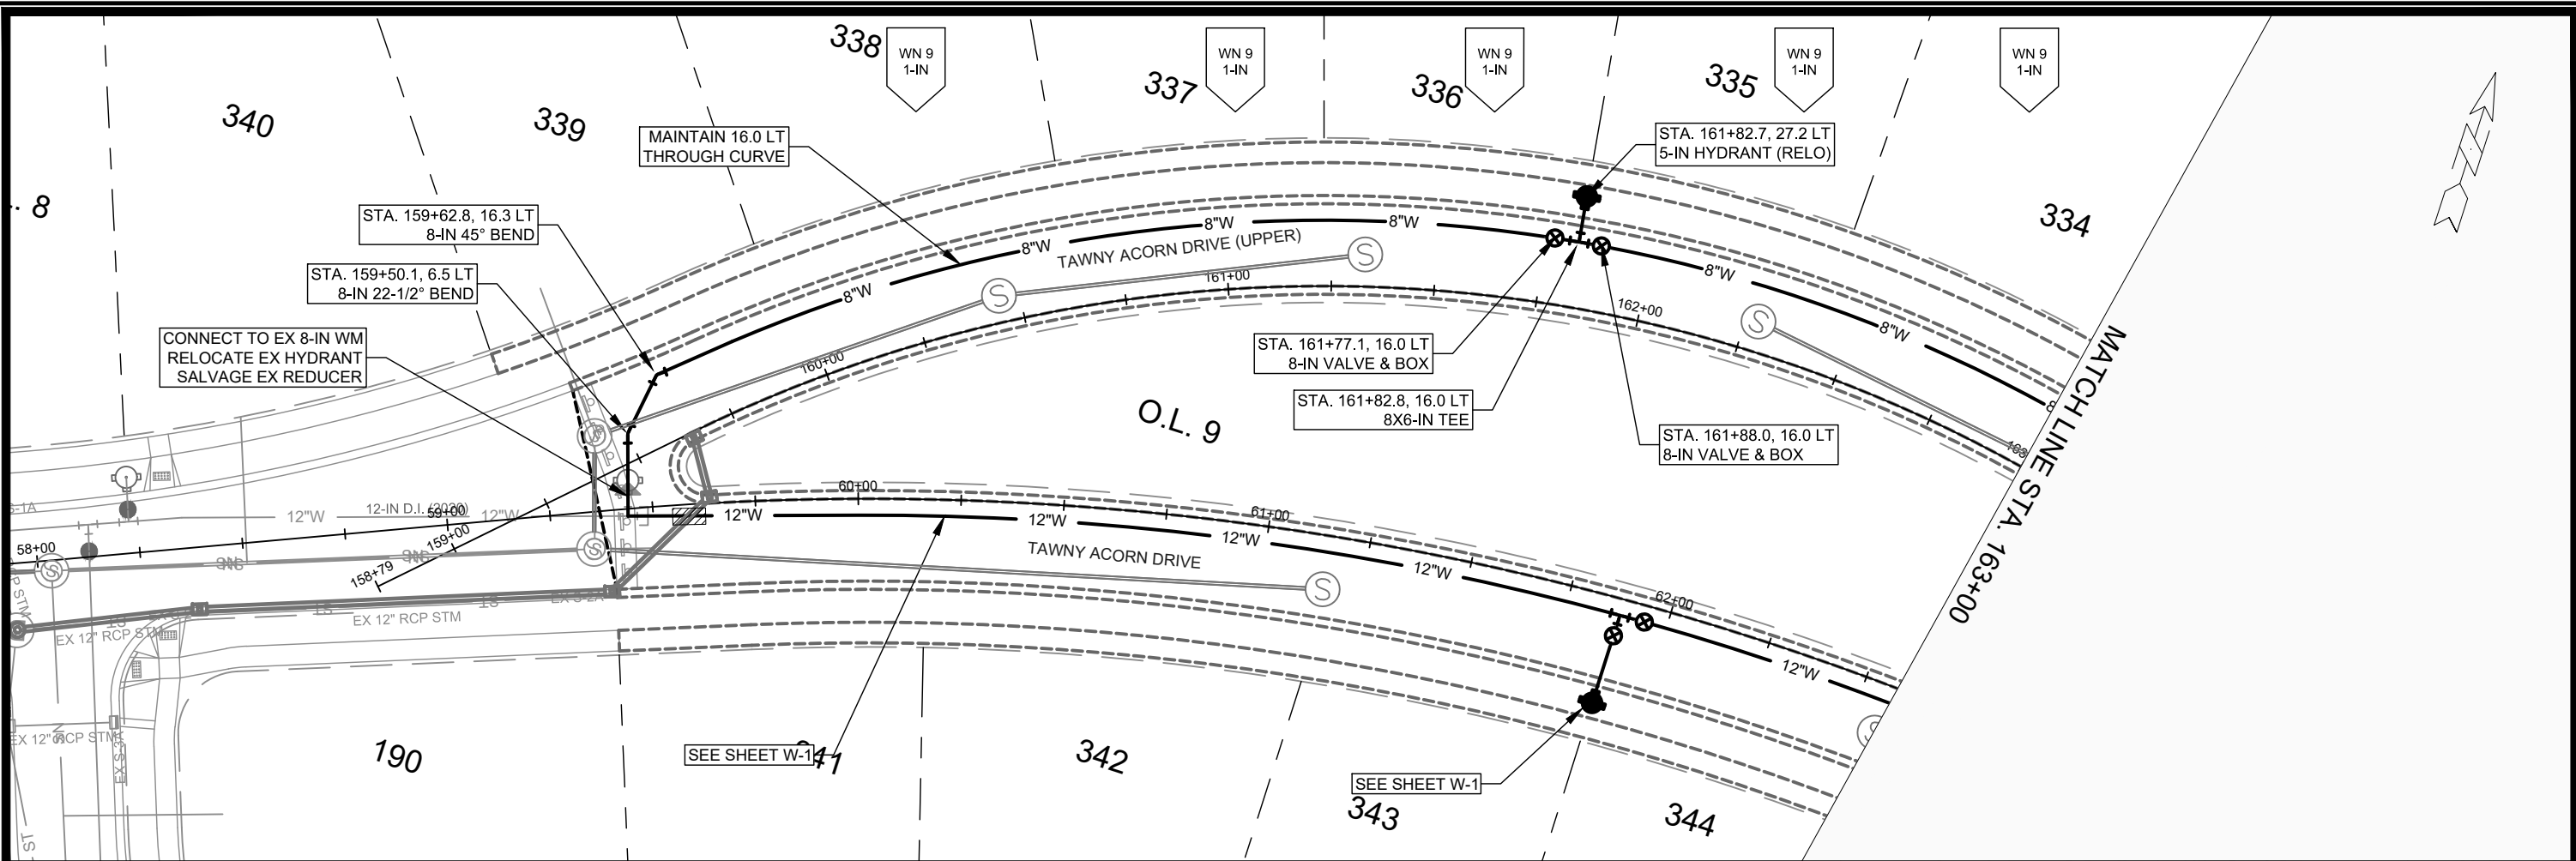 338
WN 9
1-IN
337
WN 9
1-IN
336
WN 9
1-IN
335
WN 9
1-IN
WN 9
1-IN
340
339
334
. 8
MAINTAIN 16.0 LT
THROUGH CURVE
STA. 161+82.7, 27.2 LT
5-IN HYDRANT (RELO)
STA. 159+62.8, 16.3 LT
8-IN 45° BEND
STA. 159+50.1, 6.5 LT
8-IN 22-1/2° BEND
CONNECT TO EX 8-IN WM
RELOCATE EX HYDRANT
SALVAGE EX REDUCER
8"W
8"W
8"W
8"W
8"W
8"W
8
TAWNY ACORN DRIVE (UPPER)
160+00
161+00
162+00
163
STA. 161+77.1, 16.0 LT
8-IN VALVE & BOX
STA. 161+82.8, 16.0 LT
8X6-IN TEE
STA. 161+88.0, 16.0 LT
8-IN VALVE & BOX
O.L. 9
MATCH LINE STA. 163+00
S-1A
12"W
12-IN D.I. (2020)
12"W
58+00
59+00
159+00
158+79
60+00
61+00
62+00
12"W
12"W
12"W
12"W
12"W
TAWNY ACORN DRIVE
EX S-2A
EX 12" RCP STM
EX 12" RCP STM
EX 12" RCP STM
EX S-3A
ST
190
SEE SHEET W-1
41
342
SEE SHEET W-1
343
344
S
S
S
S
S
S
S